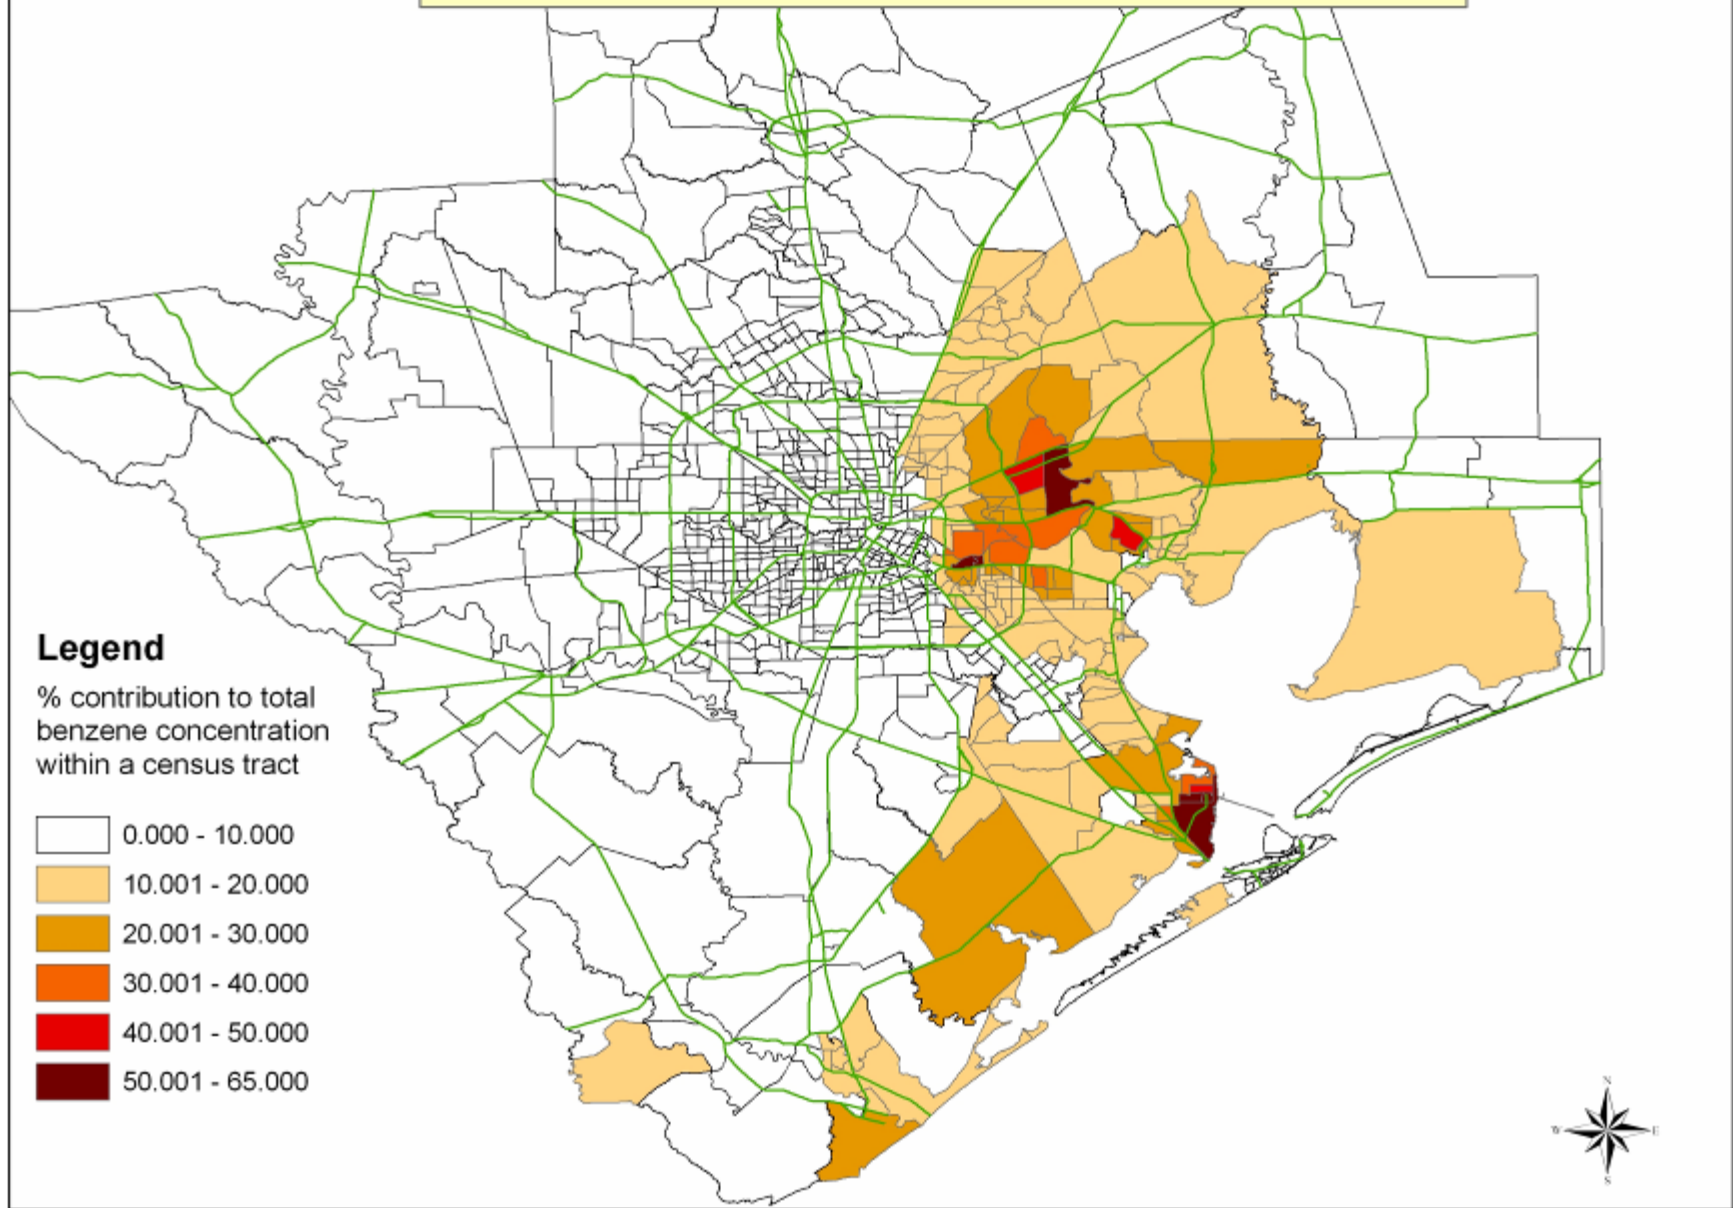 Legend
% contribution to total
benzene concentration
within a census tract
0.000 - 10.000
10.001 - 20.000
20.001 - 30.000
30.001 - 40.000
40.001 - 50.000
50.001 - 65.000
N
W E
S